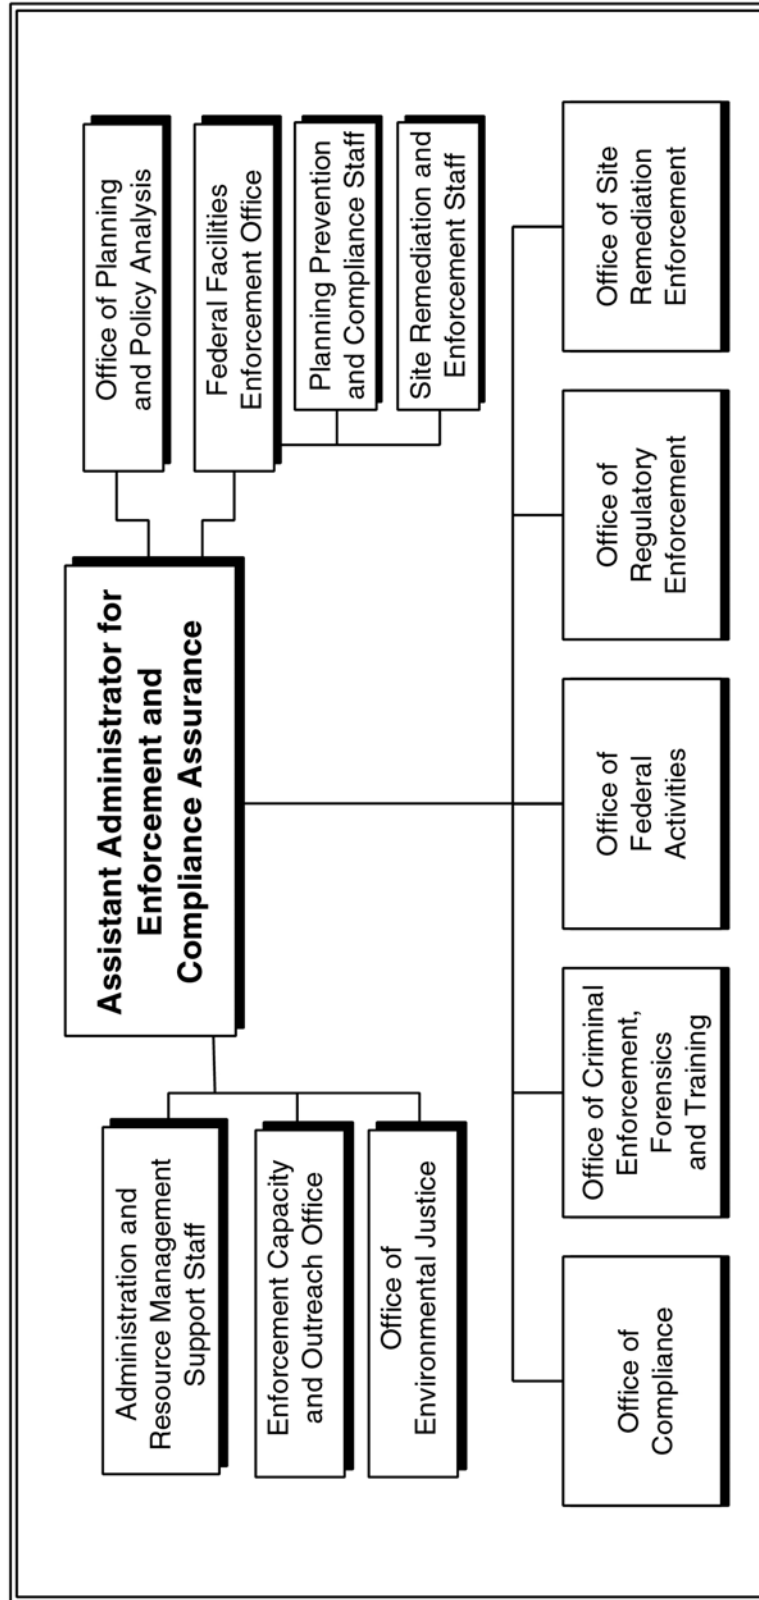 Assistant Administrator for
Enforcement and
Compliance Assurance
Administration and
Resource Management
Support Staff
Enforcement Capacity
and Outreach Office
Office of
Environmental Justice
Office of Planning
and Policy Analysis
Federal Facilities
Enforcement Office
Planning Prevention
and Compliance Staff
Site Remediation and
Enforcement Staff
Office of
Compliance
Office of Criminal
Enforcement,
Forensics
and Training
Office of
Federal
Activities
Office of
Regulatory
Enforcement
Office of Site
Remediation
Enforcement